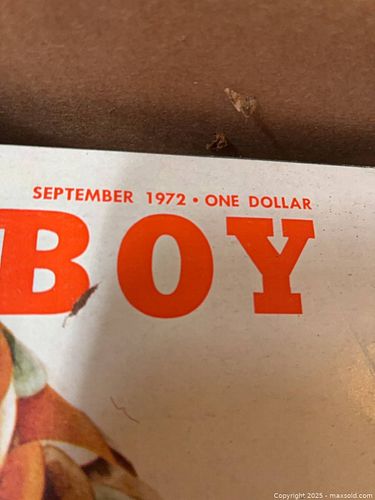 SEPTEMBER 1972 • ONE DOLLAR
BOY
Copyright 2025 - maxsold.com